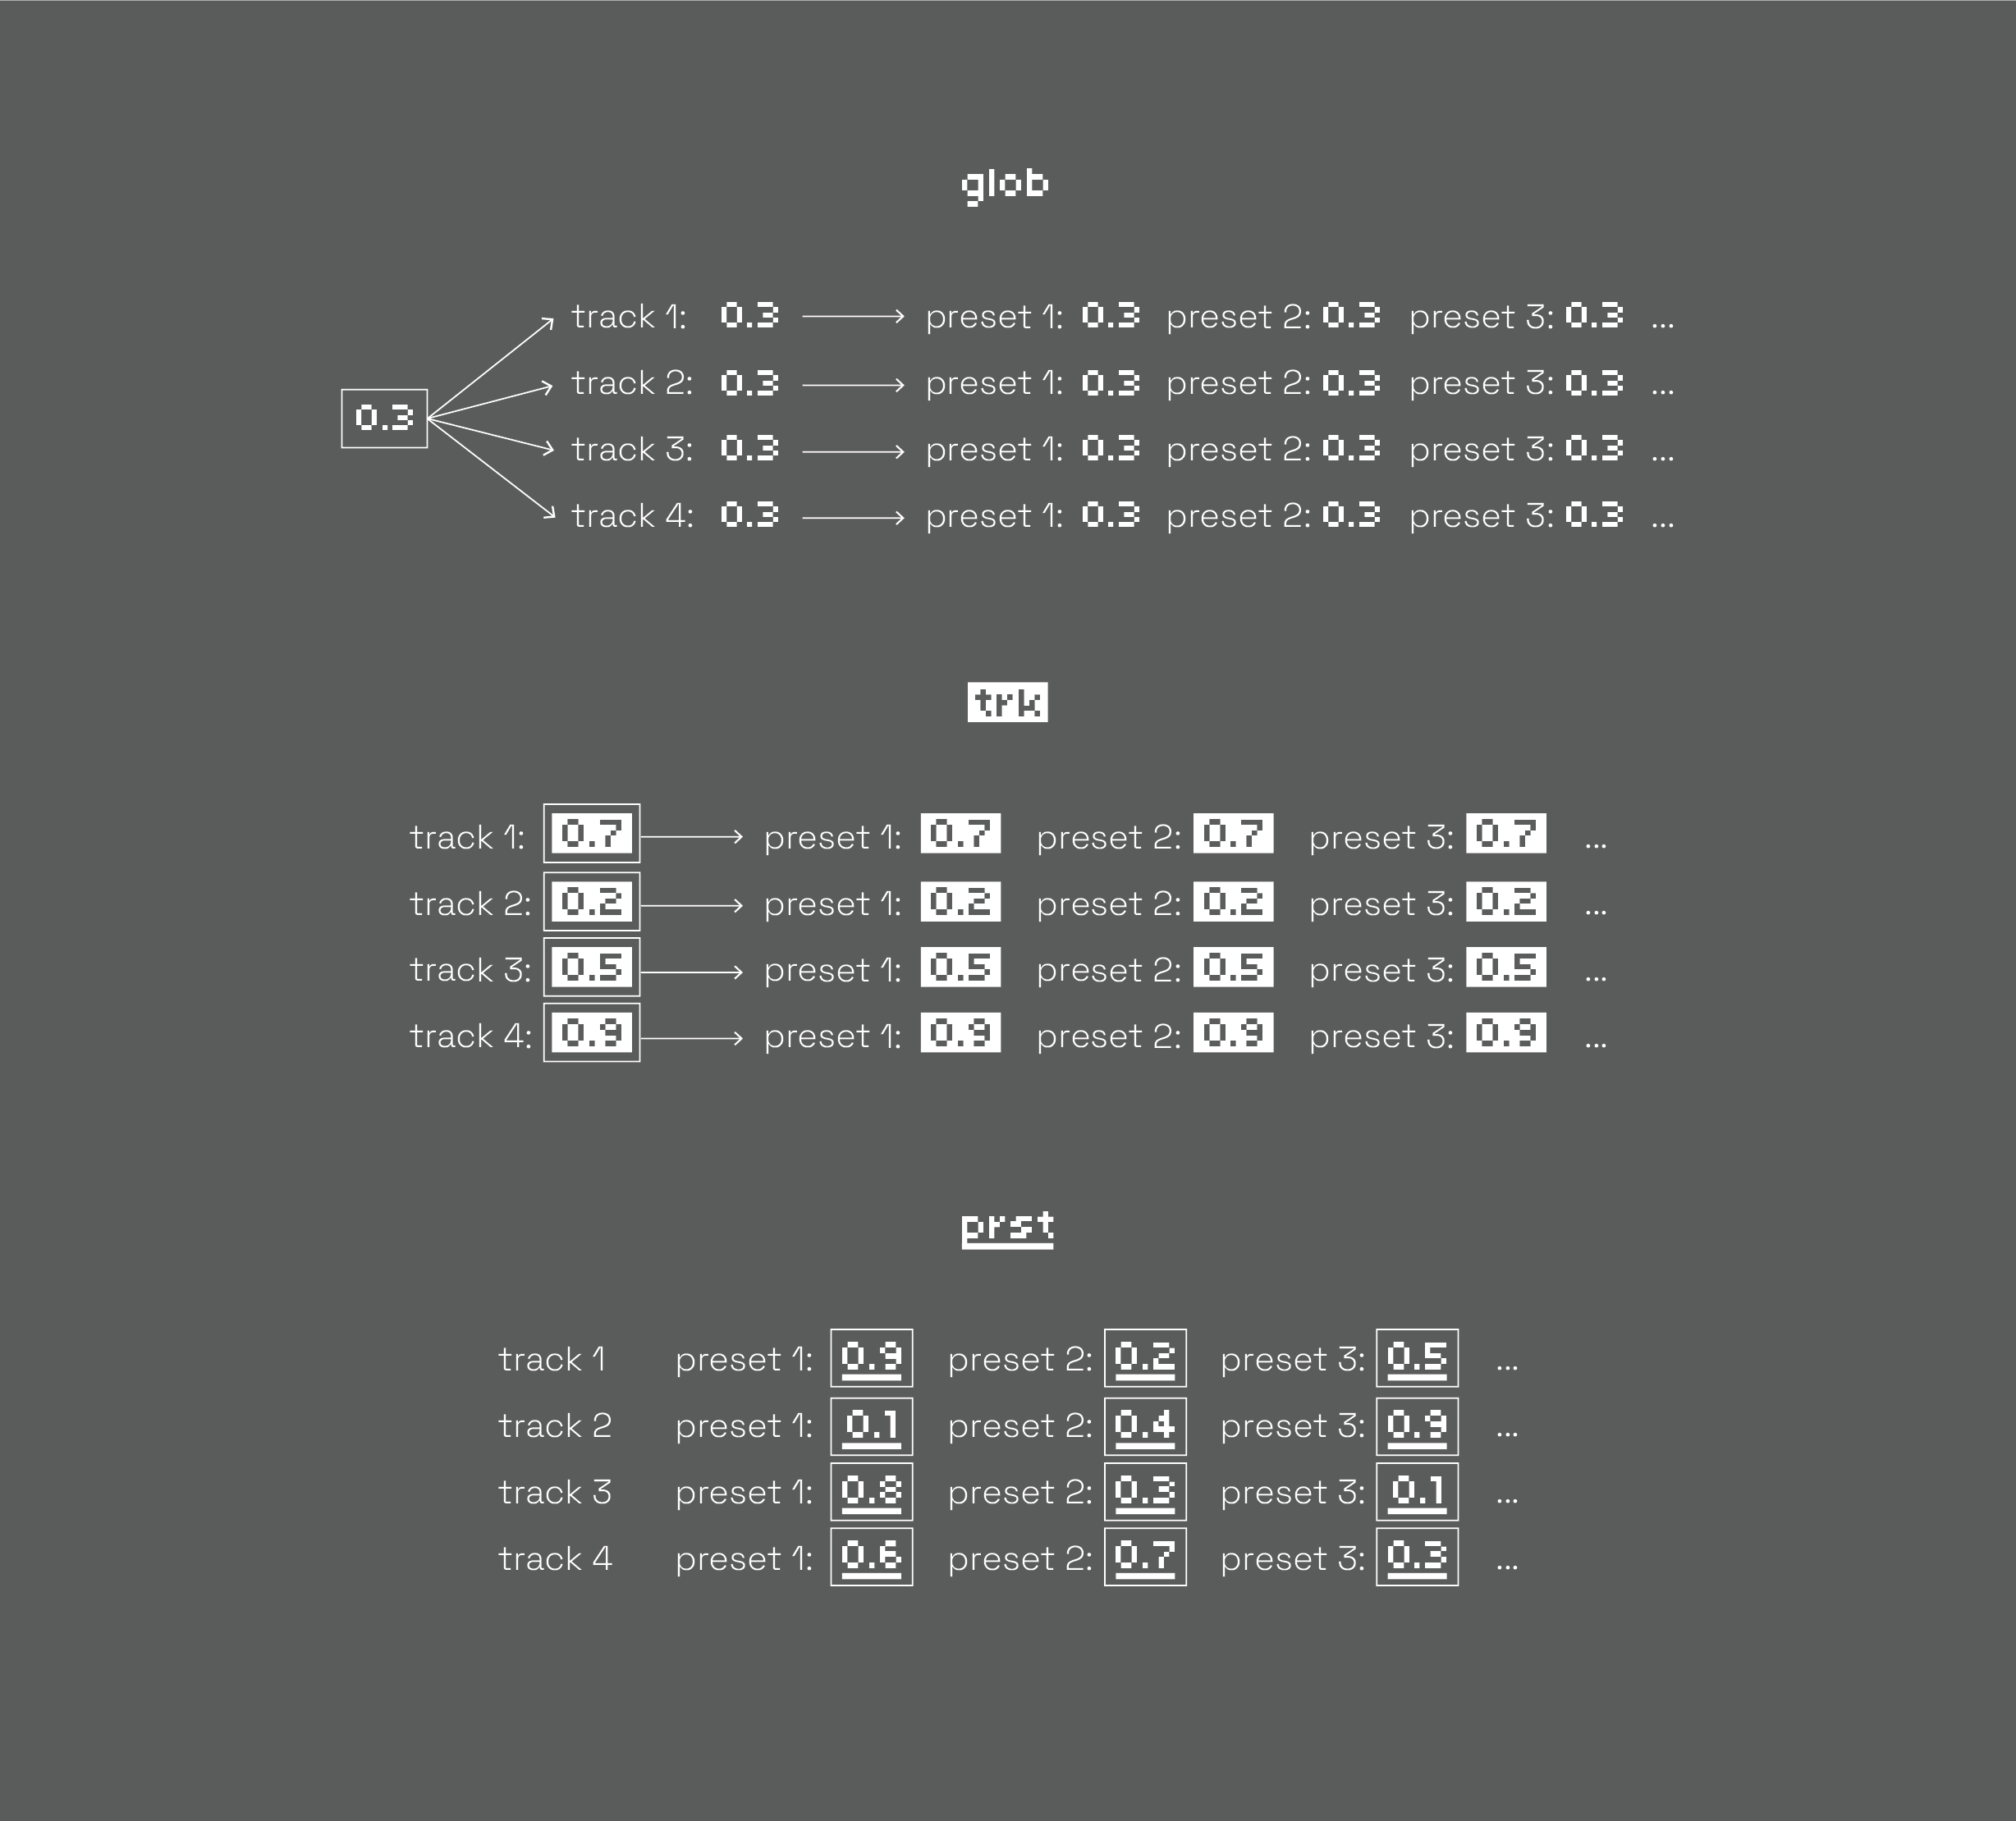 glob
track 1: 0.3 preset 1: 0.3 preset 2: 0.3 preset 3: 0.3 ...
track 2: 0.3 preset 1: 0.3 preset 2: 0.3 preset 3: 0.3 ...
0.3
track 3: 0.3 preset 1: 0.3 preset 2: 0.3 preset 3: 0.3 ...
track 4: 0.3 preset 1: 0.3 preset 2: 0.3 preset 3: 0.3 ...
trk
track 1: 0.7 preset 1: 0.7 preset 2: 0.7 preset 3: 0.7 ...
track 2: 0.2 preset 1: 0.2 preset 2: 0.2 preset 3: 0.2 ...
track 3: 0.5 preset 1: 0.5 preset 2: 0.5 preset 3: 0.5 ...
track 4: 0.9 preset 1: 0.9 preset 2: 0.9 preset 3: 0.9 ...
prst
track 1 preset 1: 0.9 preset 2: 0.2 preset 3: 0.5 ...
track 2 preset 1: 0.1 preset 2: 0.4 preset 3: 0.9 ...
track 3 preset 1: 0.8 preset 2: 0.3 preset 3: 0.1 ...
track 4 preset 1: 0.6 preset 2: 0.7 preset 3: 0.3 ...